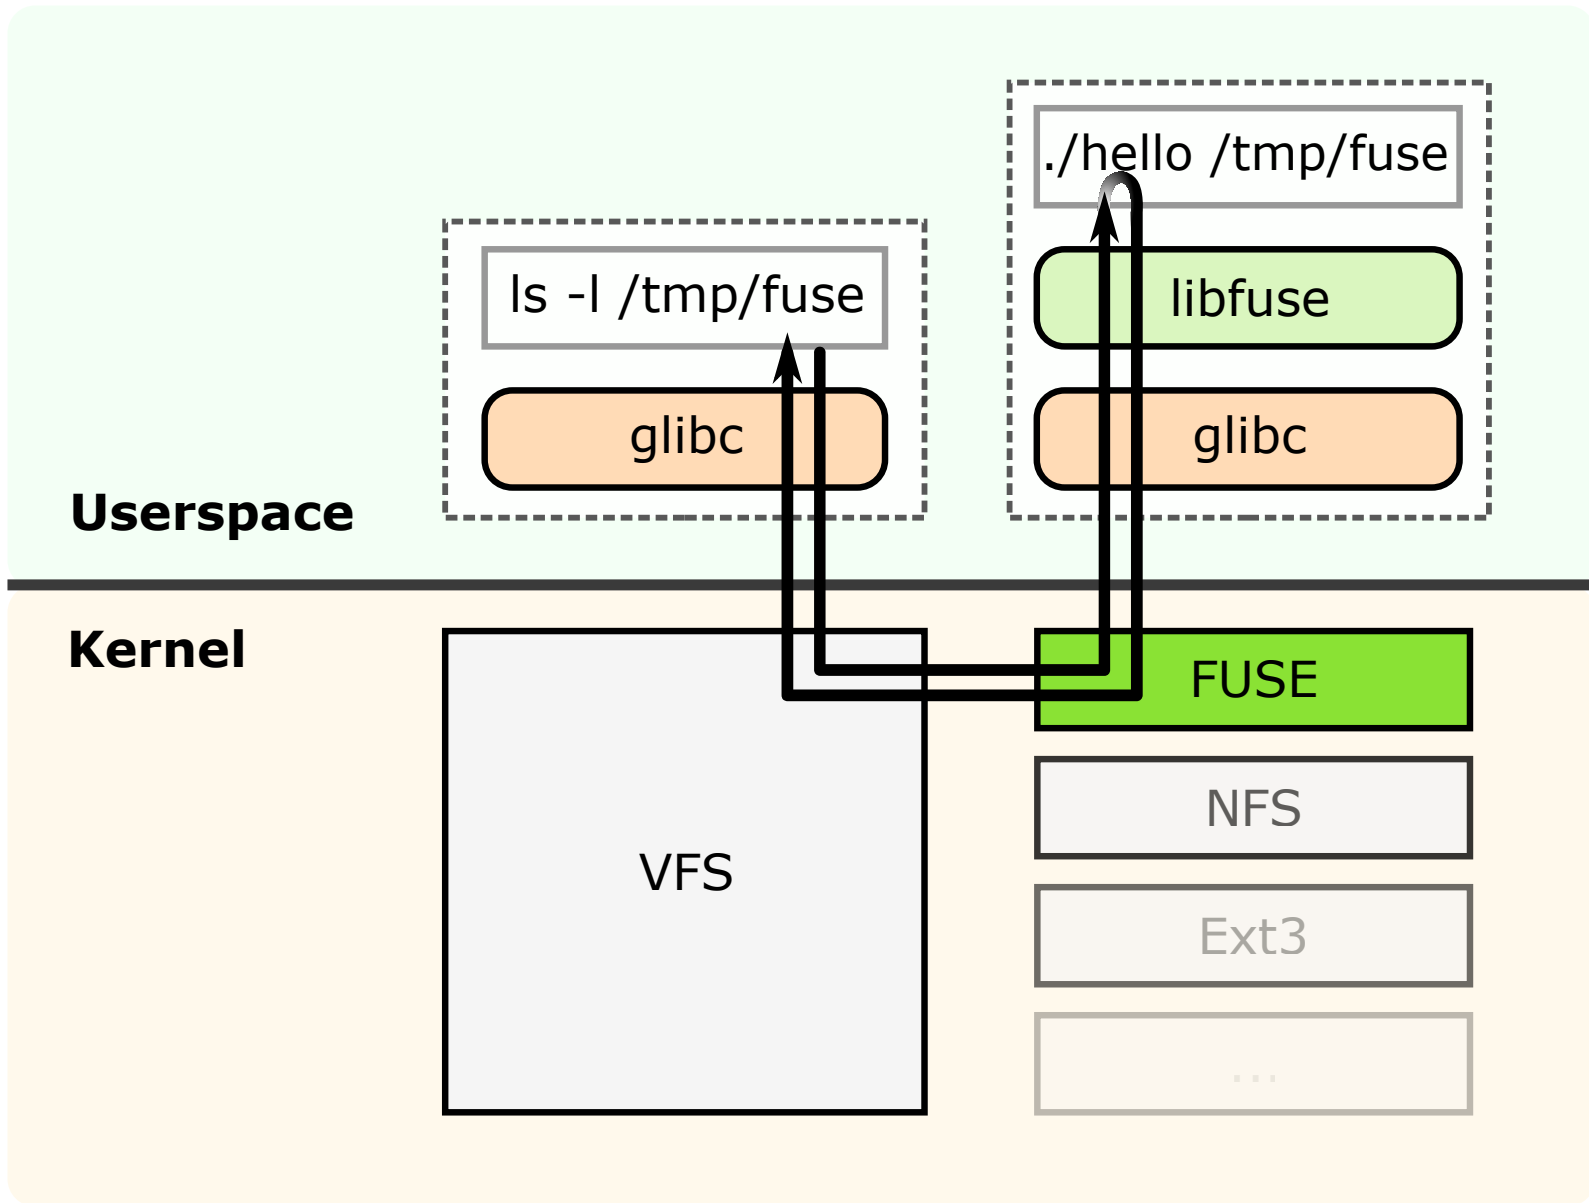 ./hello /tmp/fuse
ls -l /tmp/fuse
libfuse
glibc
glibc
Userspace
Kernel
FUSE
NFS
VFS
Ext3
...